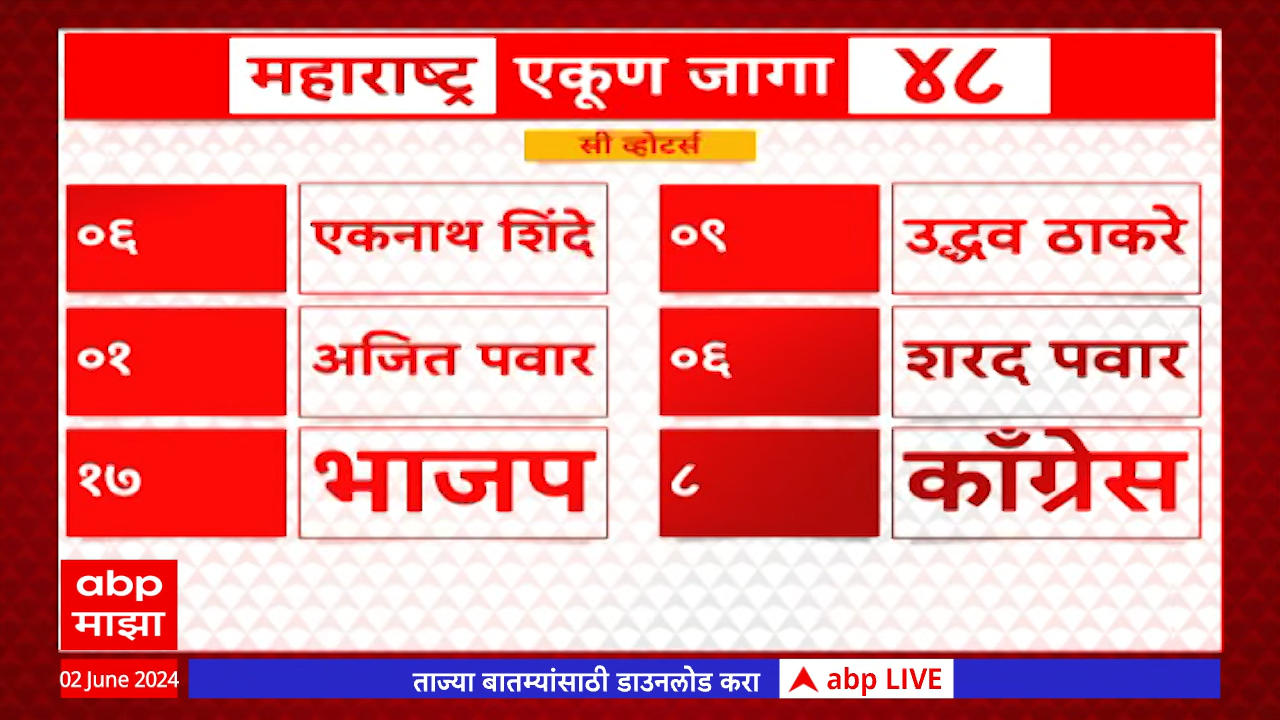 महाराष्ट्र एकूण जागा ४८
सी व्होटर्स
०६ एकनाथ शिंदे ०९ उद्धव ठाकरे
०१ अजित पवार ०६ शरद पवार
१७ भाजप ८ काँग्रेस
abp
माझा
02 June 2024 ताज्या बातम्यांसाठी डाउनलोड करा abp LIVE